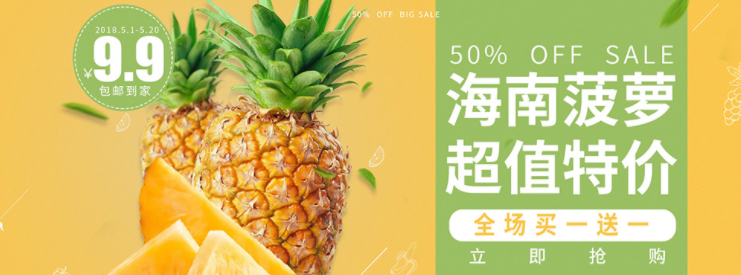 50% OFF BIG SALE
2018.5.1-5.20
¥9.9
包邮到家
50% OFF SALE
海南菠萝
超值特价
全场买一送一
立即抢购